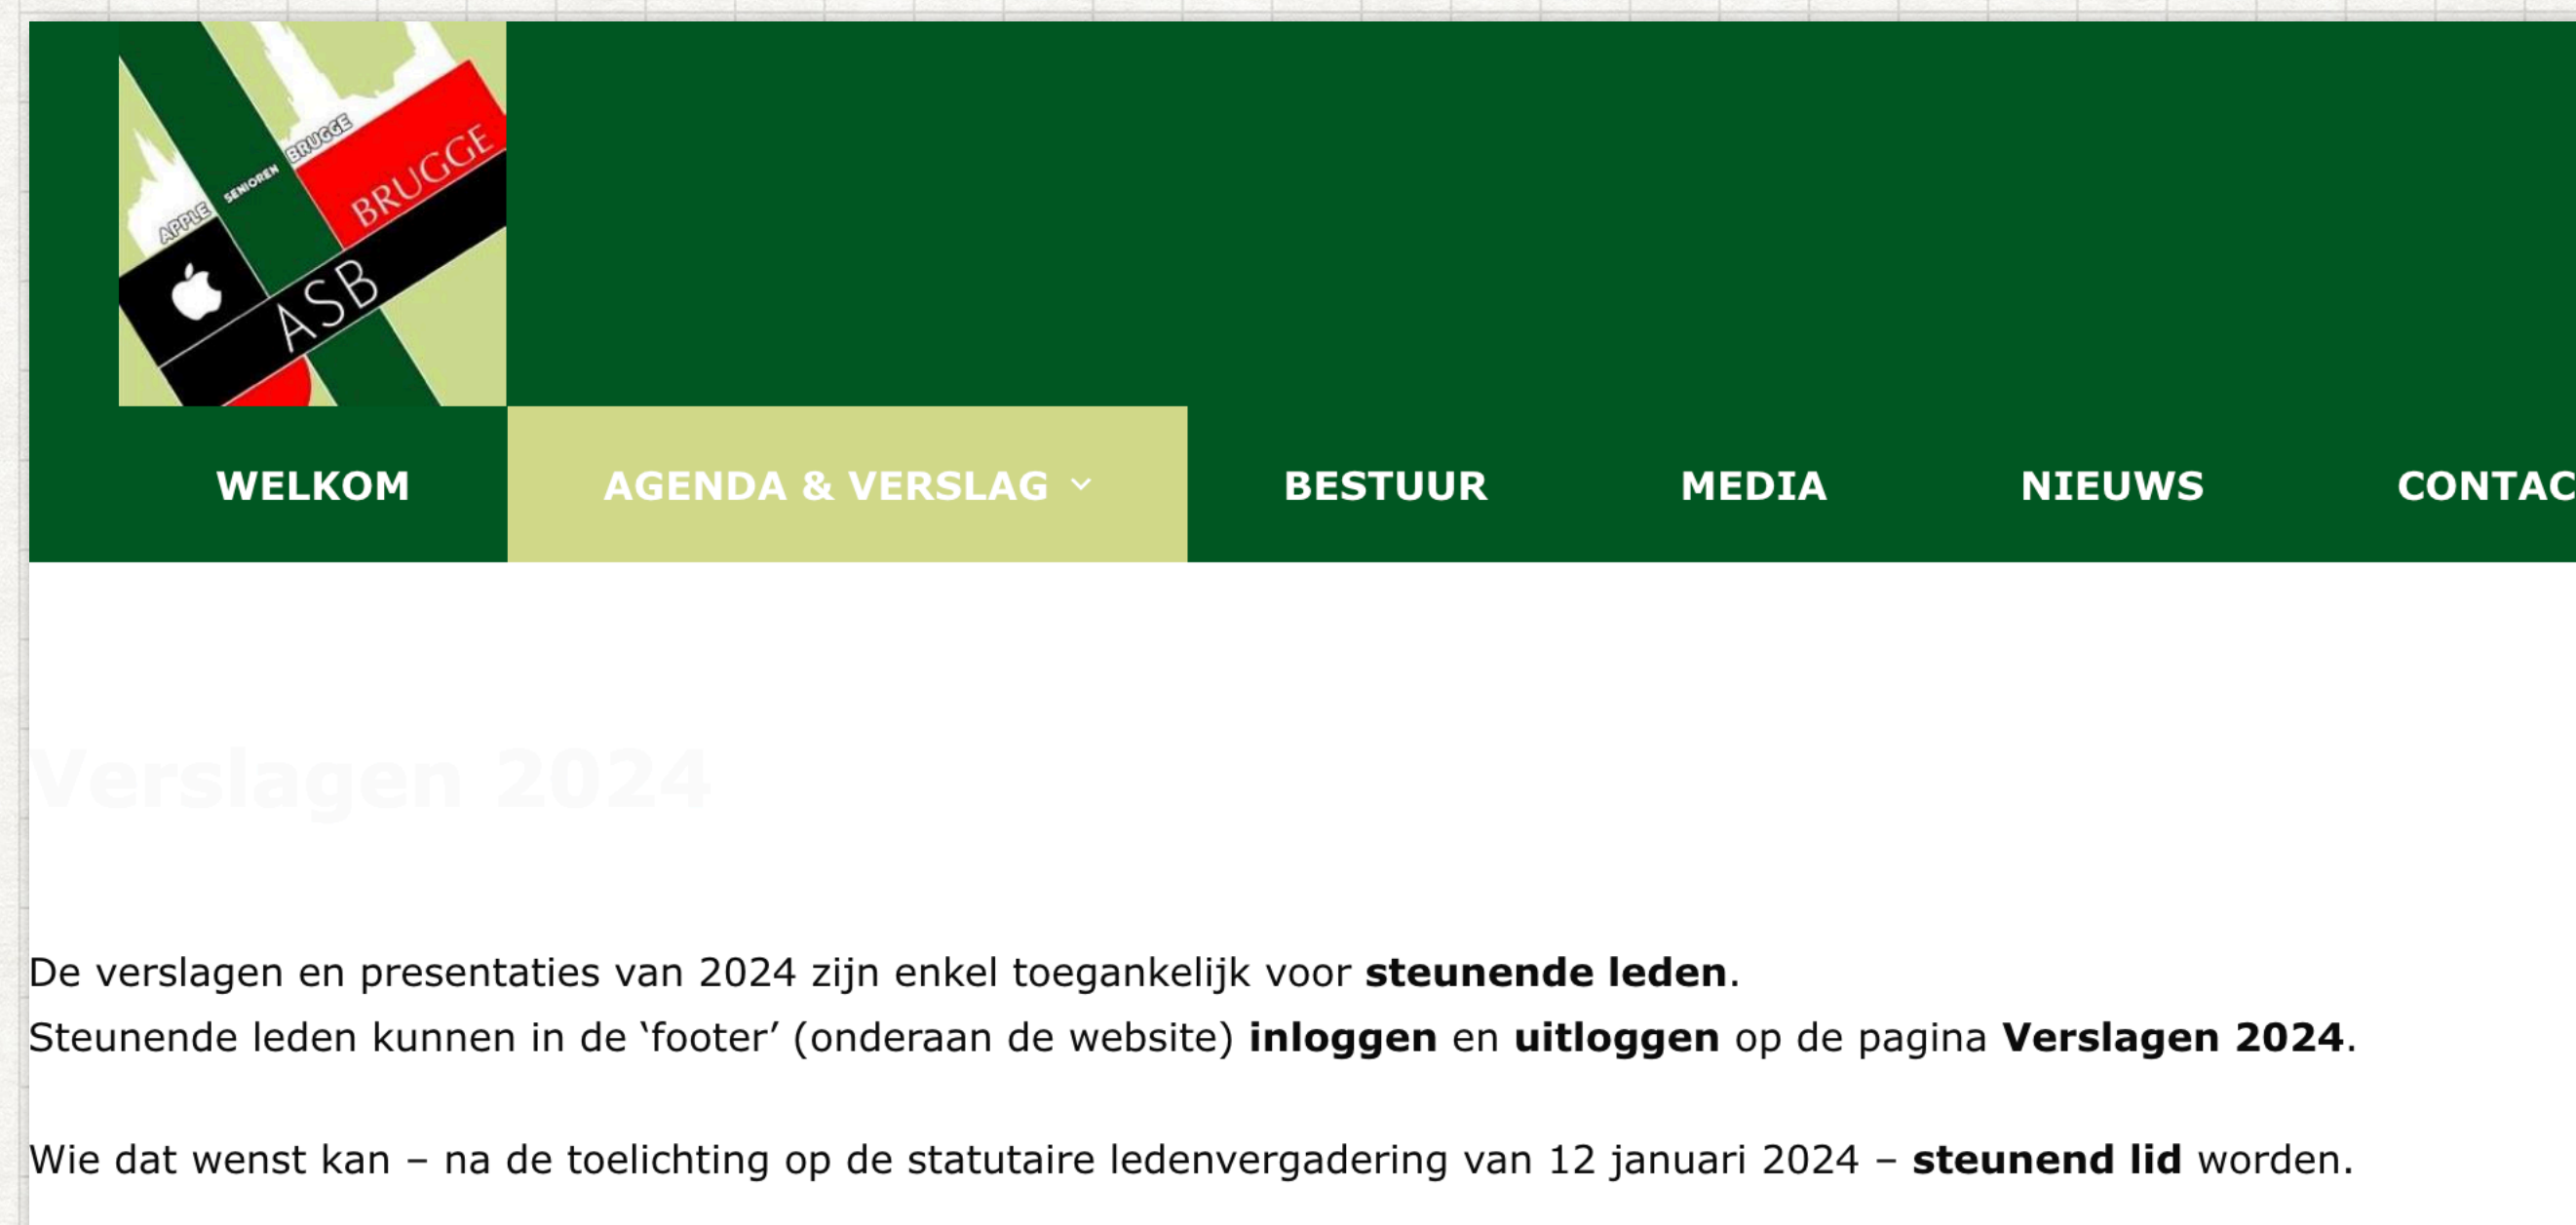 APPLE SENIOREN BRUGGE
BRUGGE
ASB
WELKOM AGENDA & VERSLAG BESTUUR MEDIA NIEUWS CONTAC
Verslagen 2024
De verslagen en presentaties van 2024 zijn enkel toegankelijk voor steunende leden.
Steunende leden kunnen in de ‘footer’ (onderaan de website) inloggen en uitloggen op de pagina Verslagen 2024.
Wie dat wenst kan – na de toelichting op de statutaire ledenvergadering van 12 januari 2024 – steunend lid worden.